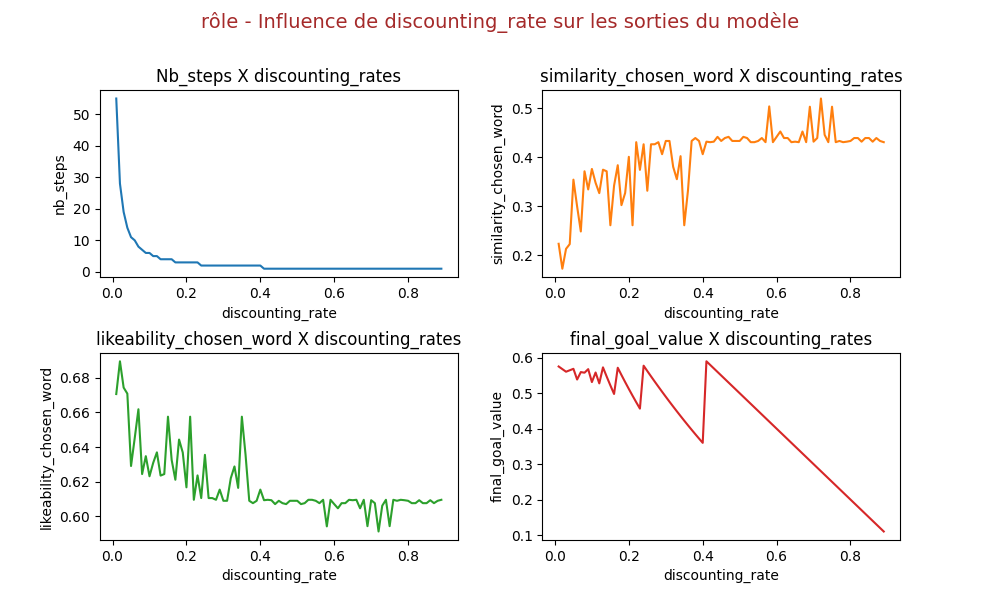 rôle - Influence de discounting_rate sur les sorties du modèle
Nb_steps X discounting_rates
nb_steps
50
40
30
20
10
0
0.0 0.2 0.4 0.6 0.8
discounting_rate
similarity_chosen_word X discounting_rates
similarity_chosen_word
0.5
0.4
0.3
0.2
0.0 0.2 0.4 0.6 0.8
discounting_rate
likeability_chosen_word X discounting_rates
likeability_chosen_word
0.68
0.66
0.64
0.62
0.60
0.0 0.2 0.4 0.6 0.8
discounting_rate
final_goal_value X discounting_rates
final_goal_value
0.6
0.5
0.4
0.3
0.2
0.1
0.0 0.2 0.4 0.6 0.8
discounting_rate